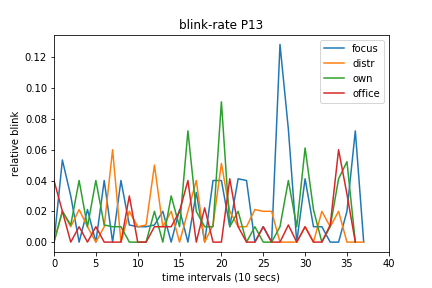 blink-rate P13
relative blink
0.12
0.10
0.08
0.06
0.04
0.02
0.00
focus
distr
own
office
0 5 10 15 20 25 30 35 40
time intervals (10 secs)